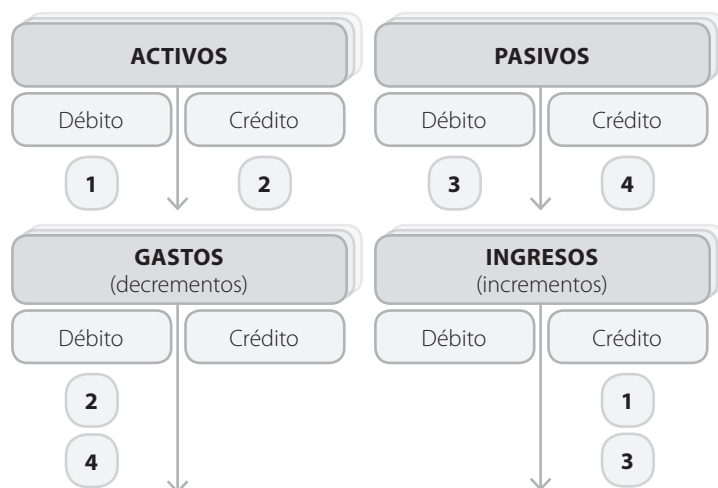 ACTIVOS
PASIVOS
Débito
Crédito
Débito
Crédito
1
2
3
4
GASTOS
(decrementos)
INGRESOS
(incrementos)
Débito
Crédito
Débito
Crédito
2
1
4
3